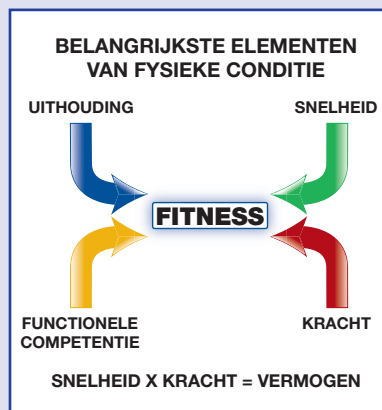 BELANGRIJKSTE ELEMENTEN
VAN FYSIEKE CONDITIE
UITHOUDING
SNELHEID
FITNESS
FUNCTIONELE
COMPETENTIE
KRACHT
SNELHEID X KRACHT = VERMOGEN